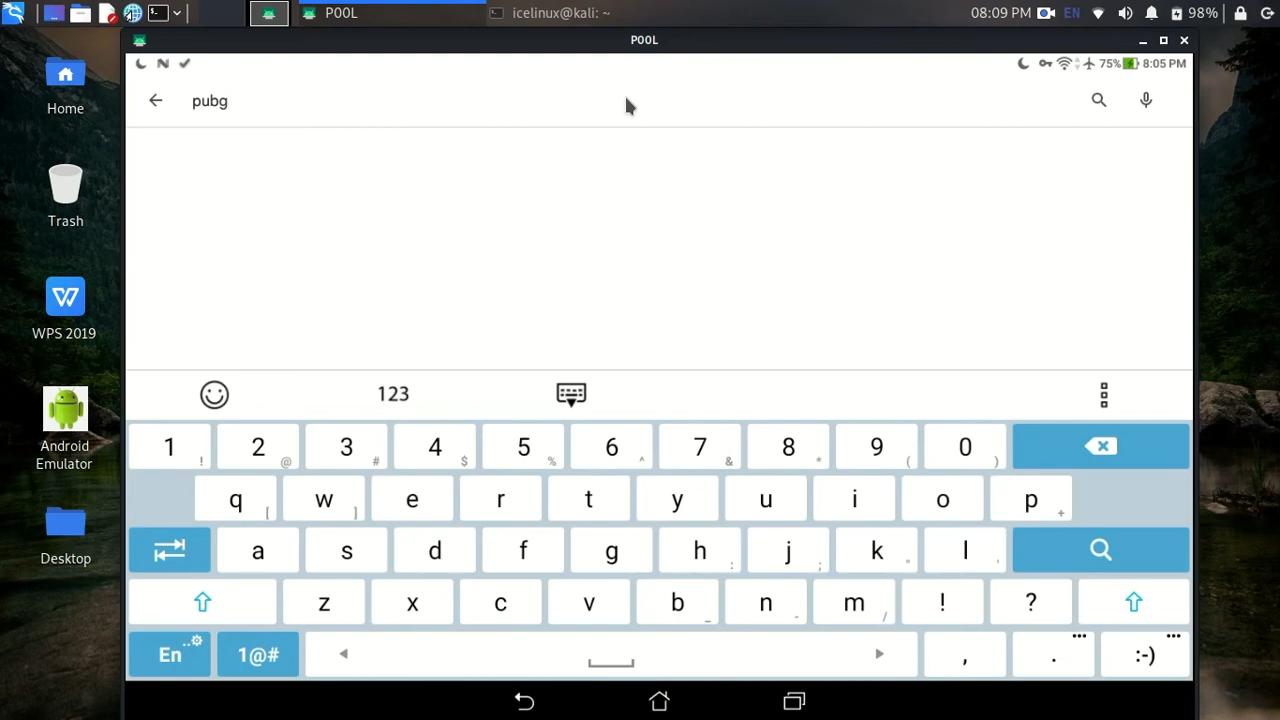 POOL
icelinux@kali: ~
08:09 PM
EN
98%
POOL
75%
8:05 PM
pubg
Home
Trash
WPS 2019
Android
Emulator
Desktop
123
1 ! 2 @ 3 # 4 $ 5 % 6 ^ 7 & 8 * 9 ( 0 )
q [ w ] e r t y u i o p +
a s d f g h : j ; k " l '
z x c v b _ n - m / ! ?
En 1@# , . :-)